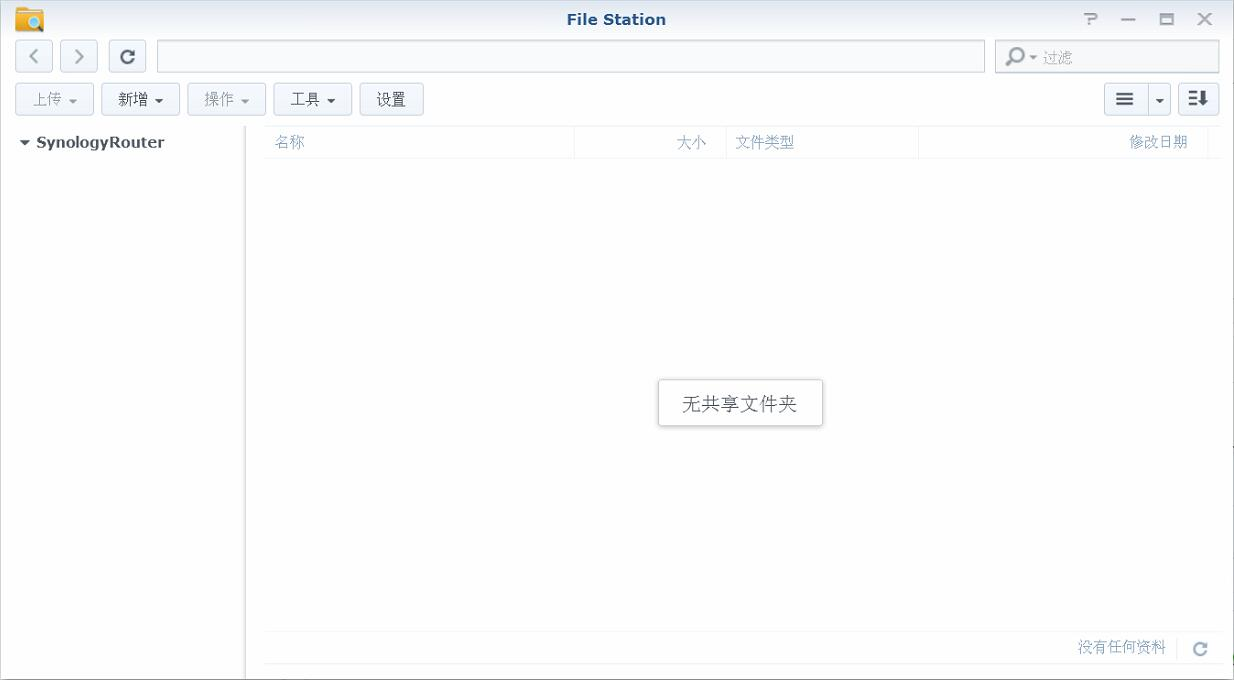 File Station
过滤
上传 新增 操作 工具 设置
SynologyRouter
名称 大小 文件类型 修改日期
无共享文件夹
没有任何资料